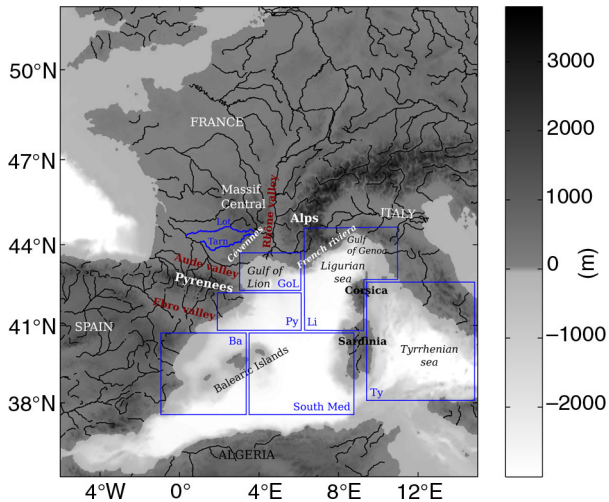 50°N
47°N
44°N
41°N
38°N
4°W
0°
4°E
8°E
12°E
3000
2000
1000
0
−1000
−2000
(m)
FRANCE
Massif
Central
Rhone valley
Alps
ITALY
Lot
Tarn
Cevennes
French riviera
Gulf
of Genoa
Aude valley
Gulf of
Lion
GoL
Ligurian
sea
Pyrenees
Corsica
Ebro valley
SPAIN
Py
Li
Ba
Sardinia
Balearic Islands
Tyrrhenian
sea
South Med
Ty
ALGERIA